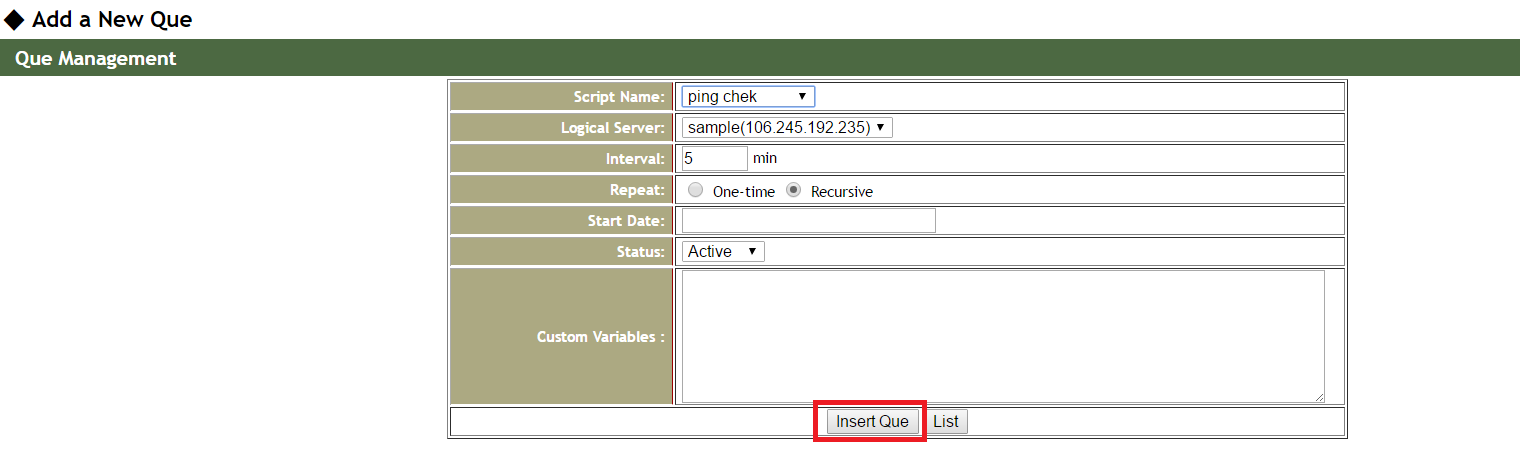 ◆ Add a New Que
Que Management
Script Name: ping chek
Logical Server: sample(106.245.192.235)
Interval: 5 min
Repeat: One-time Recursive
Start Date:
Status: Active
Custom Variables :
Insert Que List